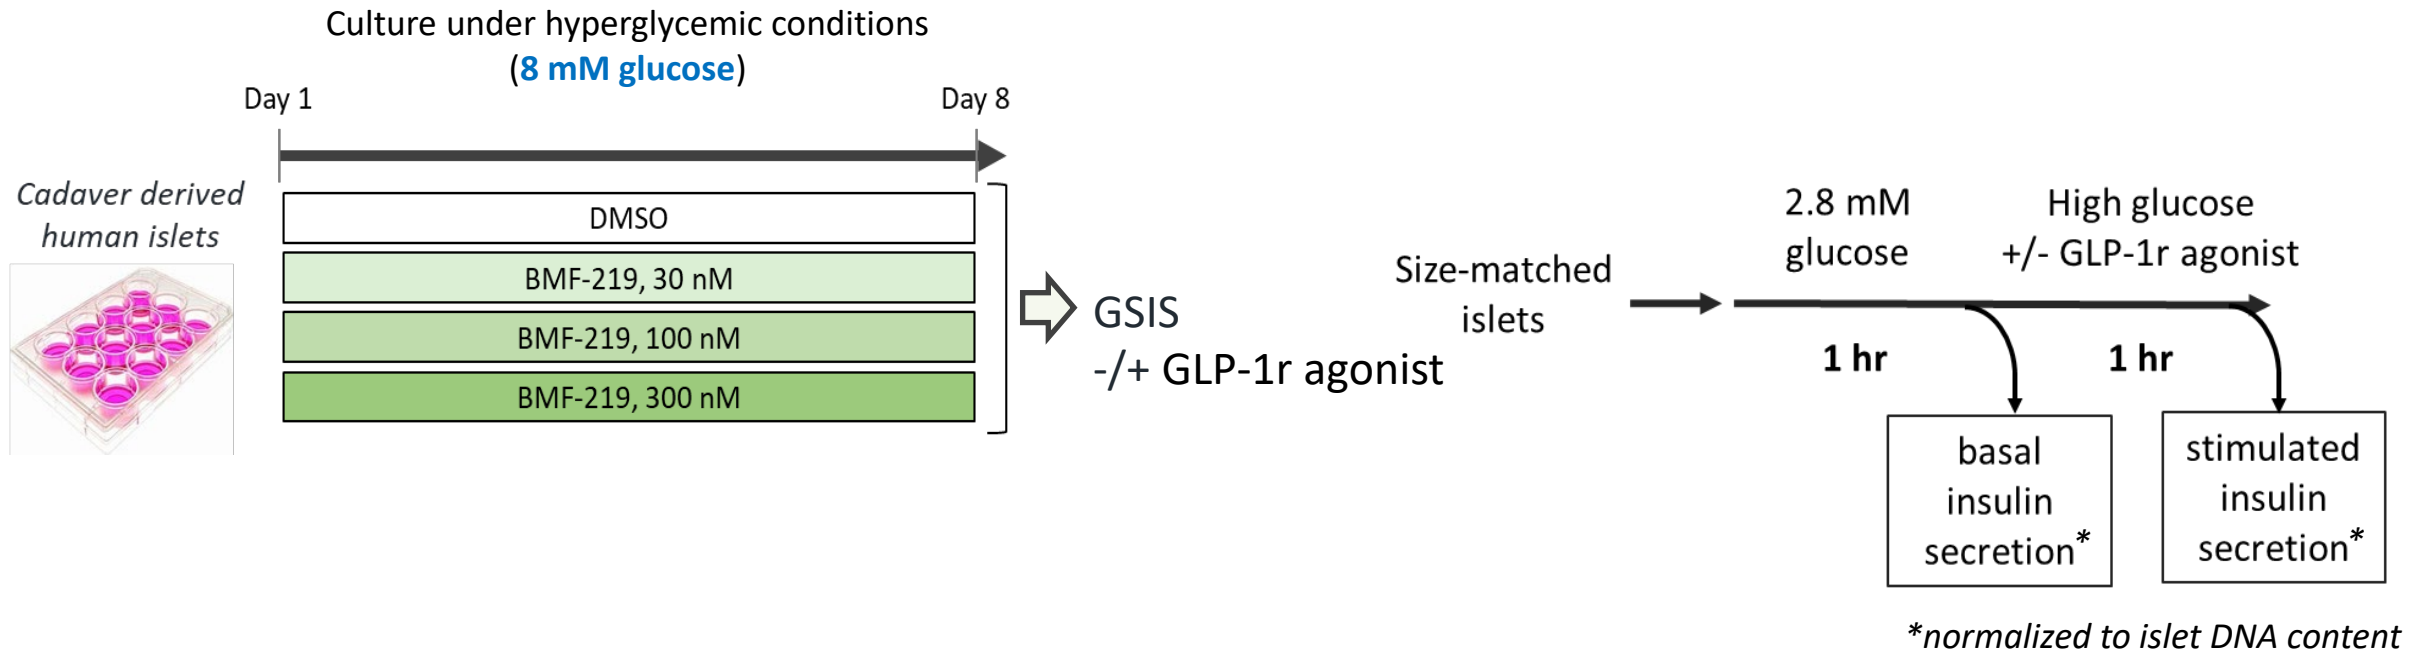 Culture under hyperglycemic conditions
(8 mM glucose)
Day 1
Day 8
Cadaver derived
human islets
DMSO
BMF-219, 30 nM
BMF-219, 100 nM
BMF-219, 300 nM
GSIS
-/+ GLP-1r agonist
Size-matched
islets
2.8 mM
glucose
High glucose
+/- GLP-1r agonist
1 hr
1 hr
basal
insulin
secretion*
stimulated
insulin
secretion*
*normalized to islet DNA content